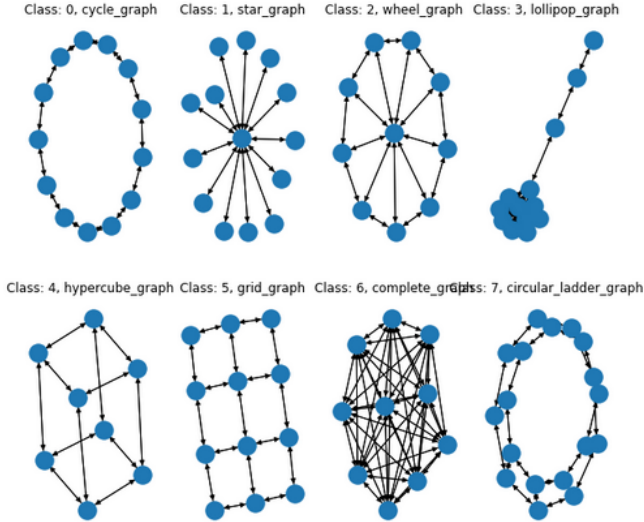 Class: 0, cycle_graph
Class: 1, star_graph
Class: 2, wheel_graph
Class: 3, lollipop_graph
Class: 4, hypercube_graph
Class: 5, grid_graph
Class: 6, complete_graph
Class: 7, circular_ladder_graph